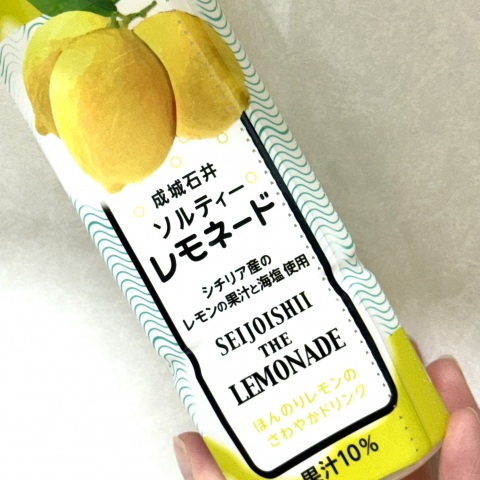 成城石井
ソルティー
レモネード
シチリア産の
レモンの果汁と海塩使用
SEIJOISHII
THE
LEMONADE
ほんのりレモンの
さわやかドリンク
果汁10%